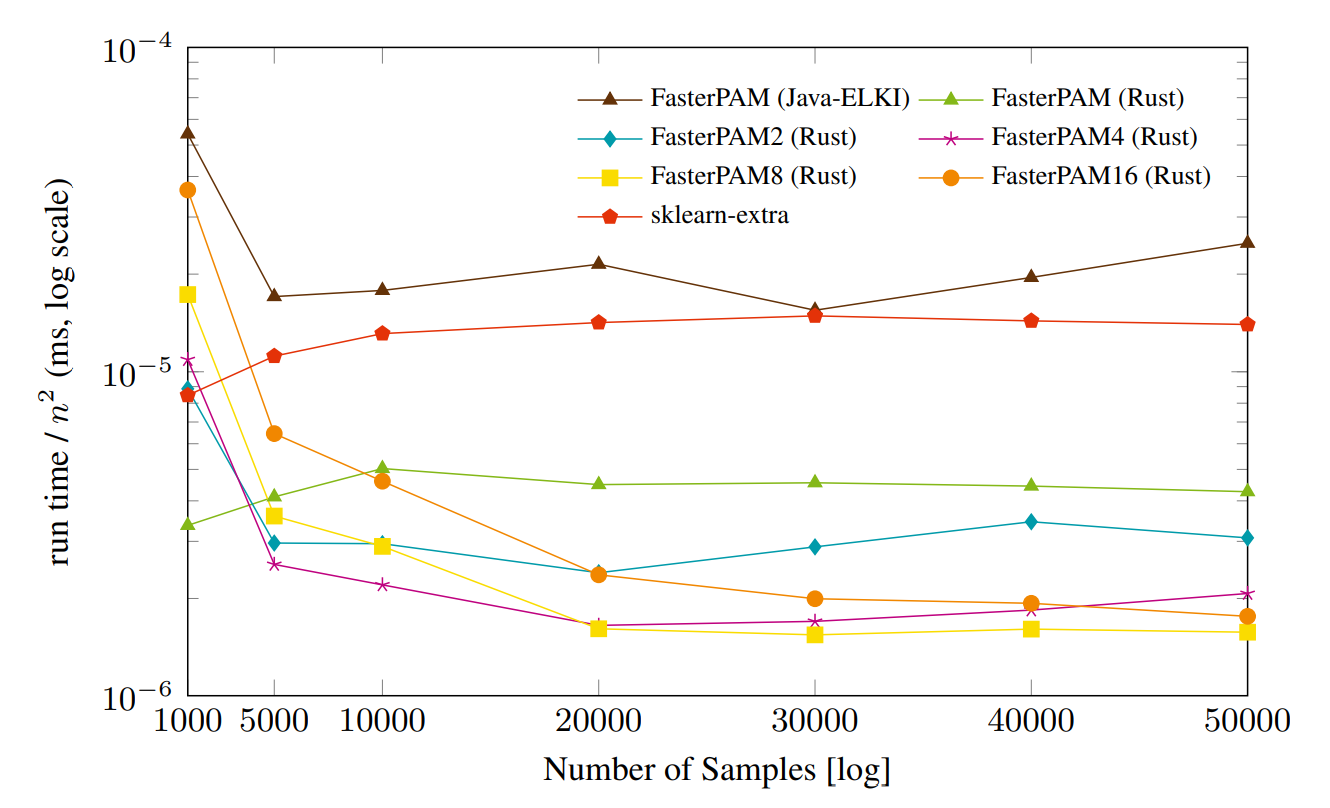 10−4
FasterPAM (Java-ELKI) FasterPAM (Rust)
FasterPAM2 (Rust) FasterPAM4 (Rust)
FasterPAM8 (Rust) FasterPAM16 (Rust)
sklearn-extra
run time / n2 (ms, log scale)
10−5
10−6
1000 5000 10000 20000 30000 40000 50000
Number of Samples [log]